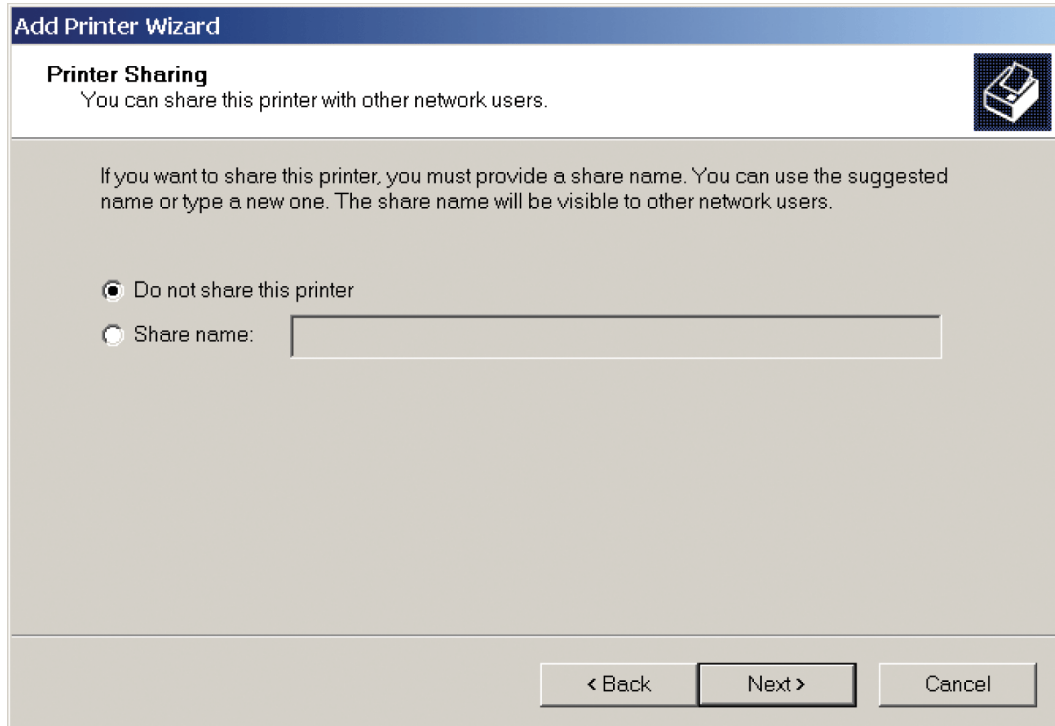 Add Printer Wizard
Printer Sharing
You can share this printer with other network users.
If you want to share this printer, you must provide a share name. You can use the suggested
name or type a new one. The share name will be visible to other network users.
Do not share this printer
Share name:
< Back Next > Cancel